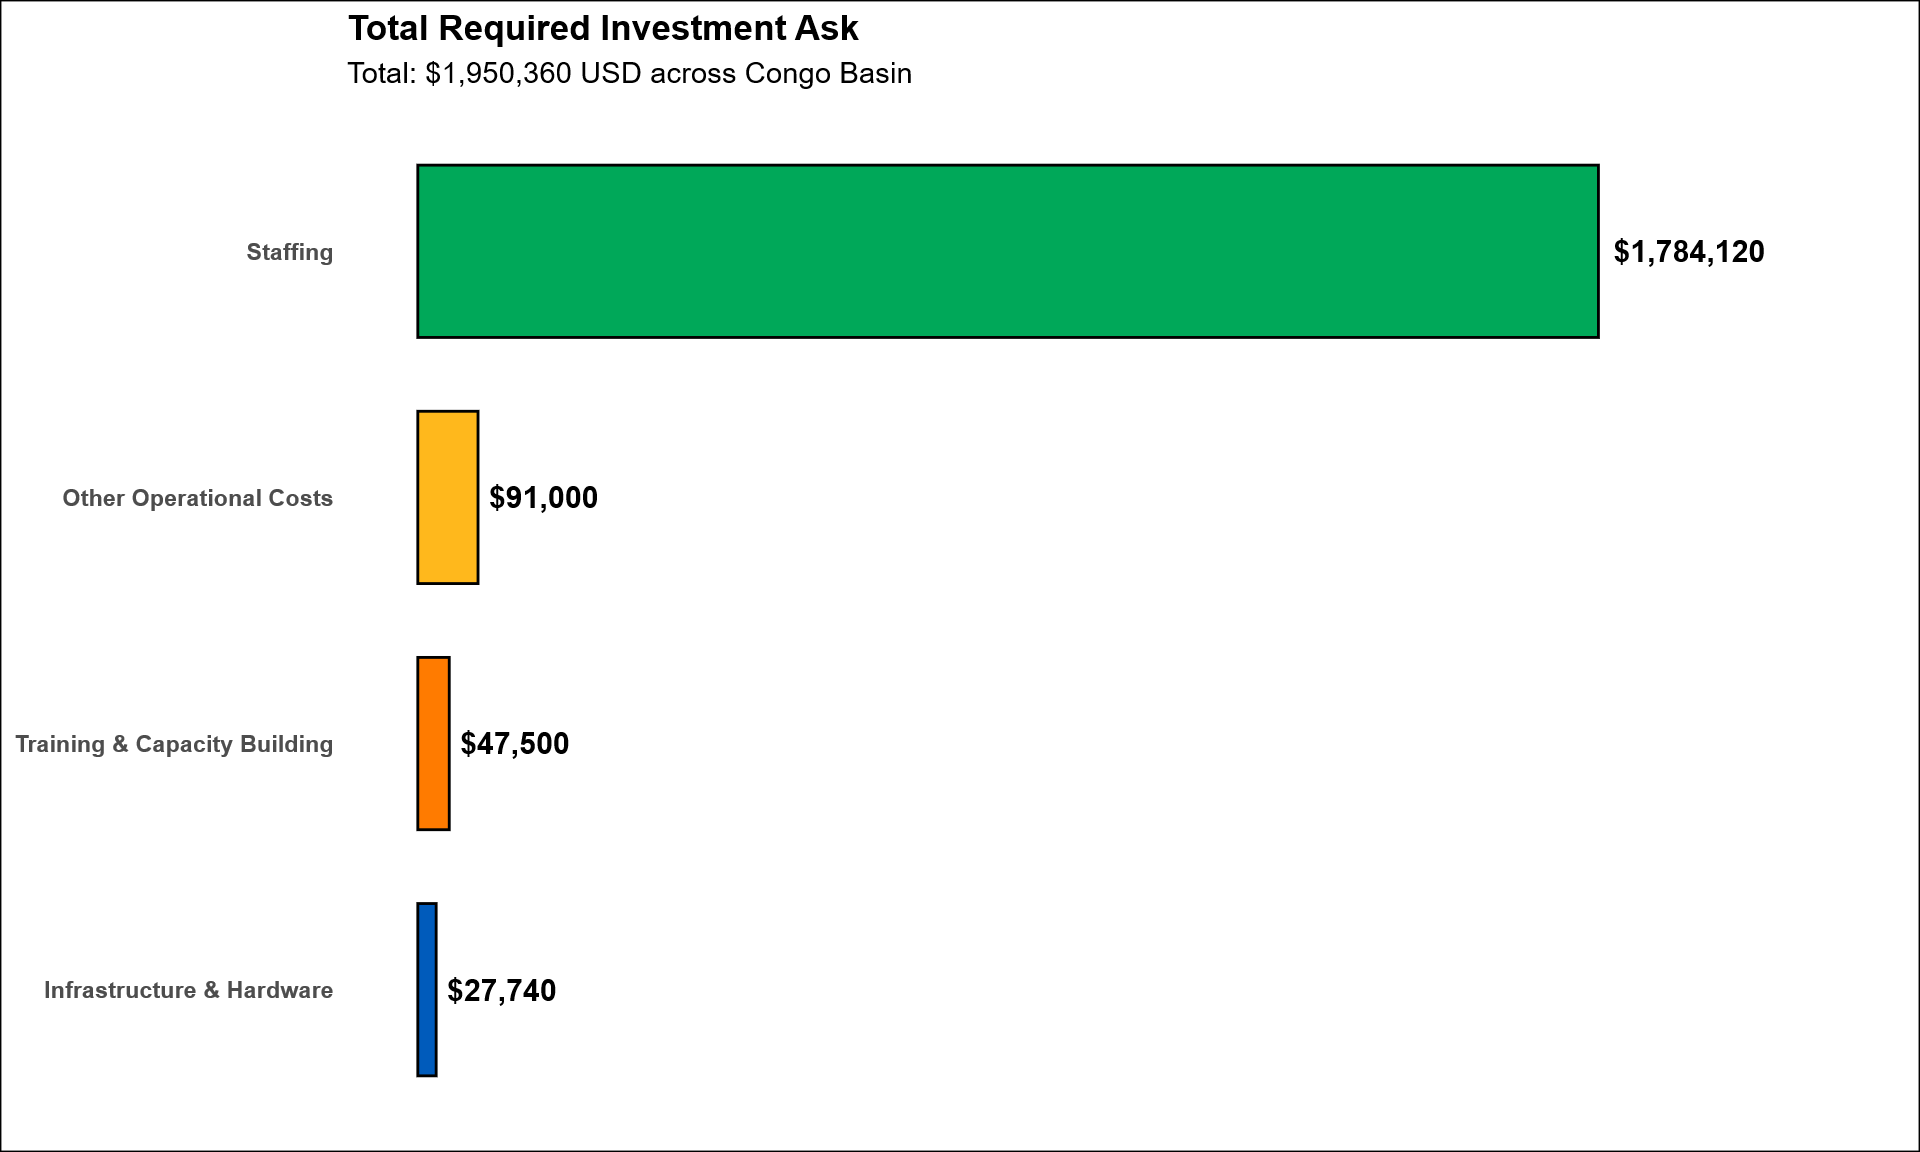 Total Required Investment Ask
Total: $1,950,360 USD across Congo Basin
Staffing
$1,784,120
Other Operational Costs
$91,000
Training & Capacity Building
$47,500
Infrastructure & Hardware
$27,740